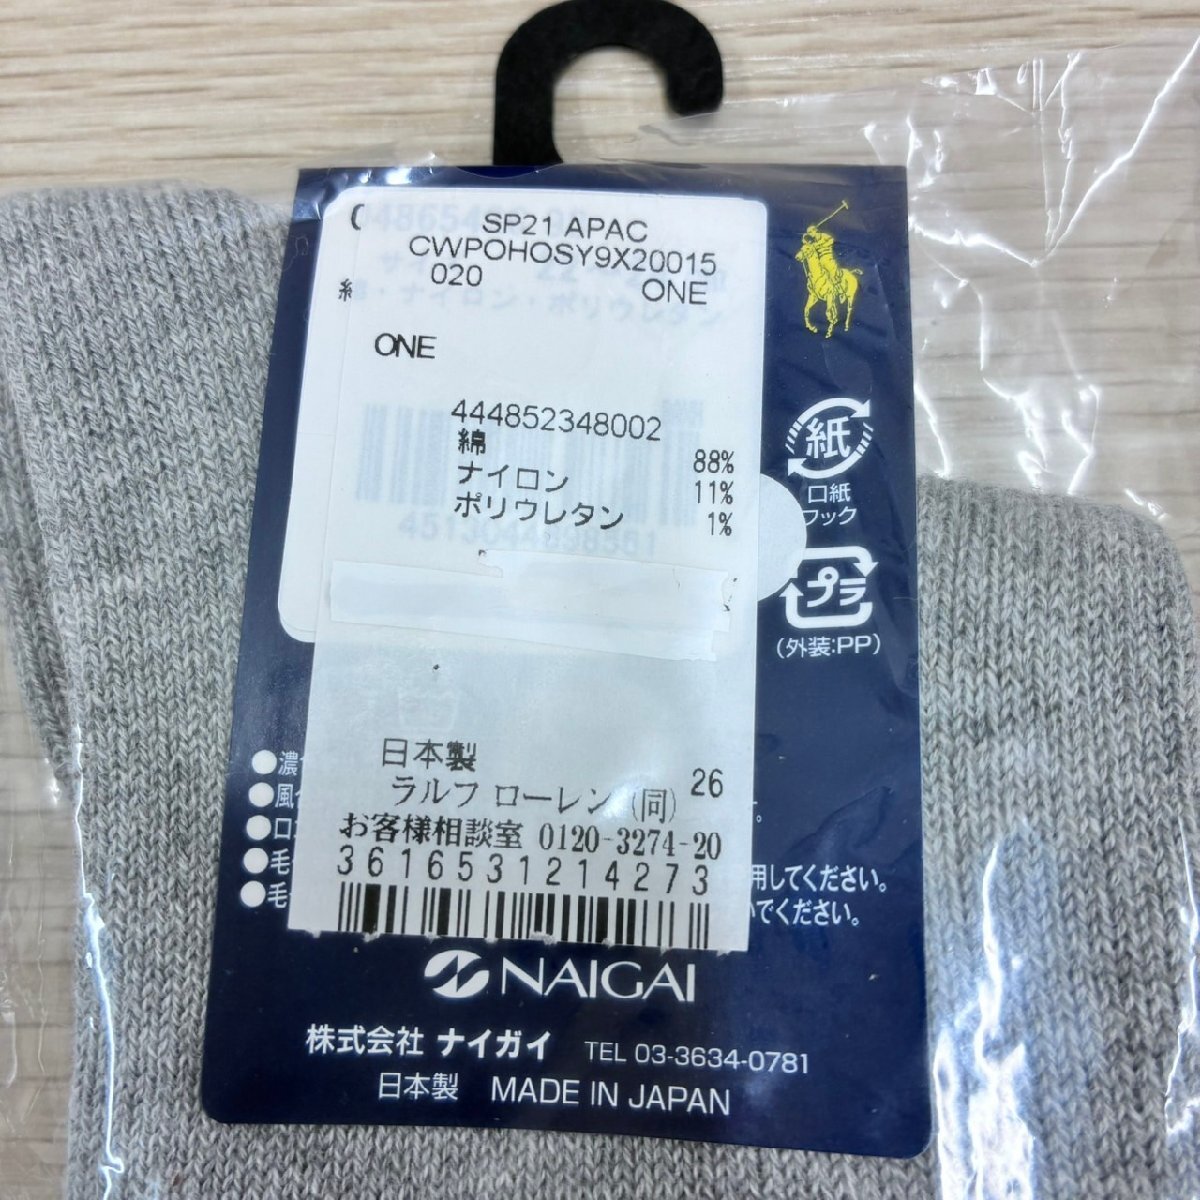 SP21 APAC
CWPOHOSY9X20015
020 ONE
ONE
444852348002
綿 88%
ナイロン 11%
ポリウレタン 1%
紙
口紙
フック
プラ
(外装:PP)
日本製
ラルフ ローレン (同) 26
お客様相談室 0120-3274-20
3616531214273
用してください。
でください。
NAIGAI
株式会社 ナイガイ TEL 03-3634-0781
日本製 MADE IN JAPAN